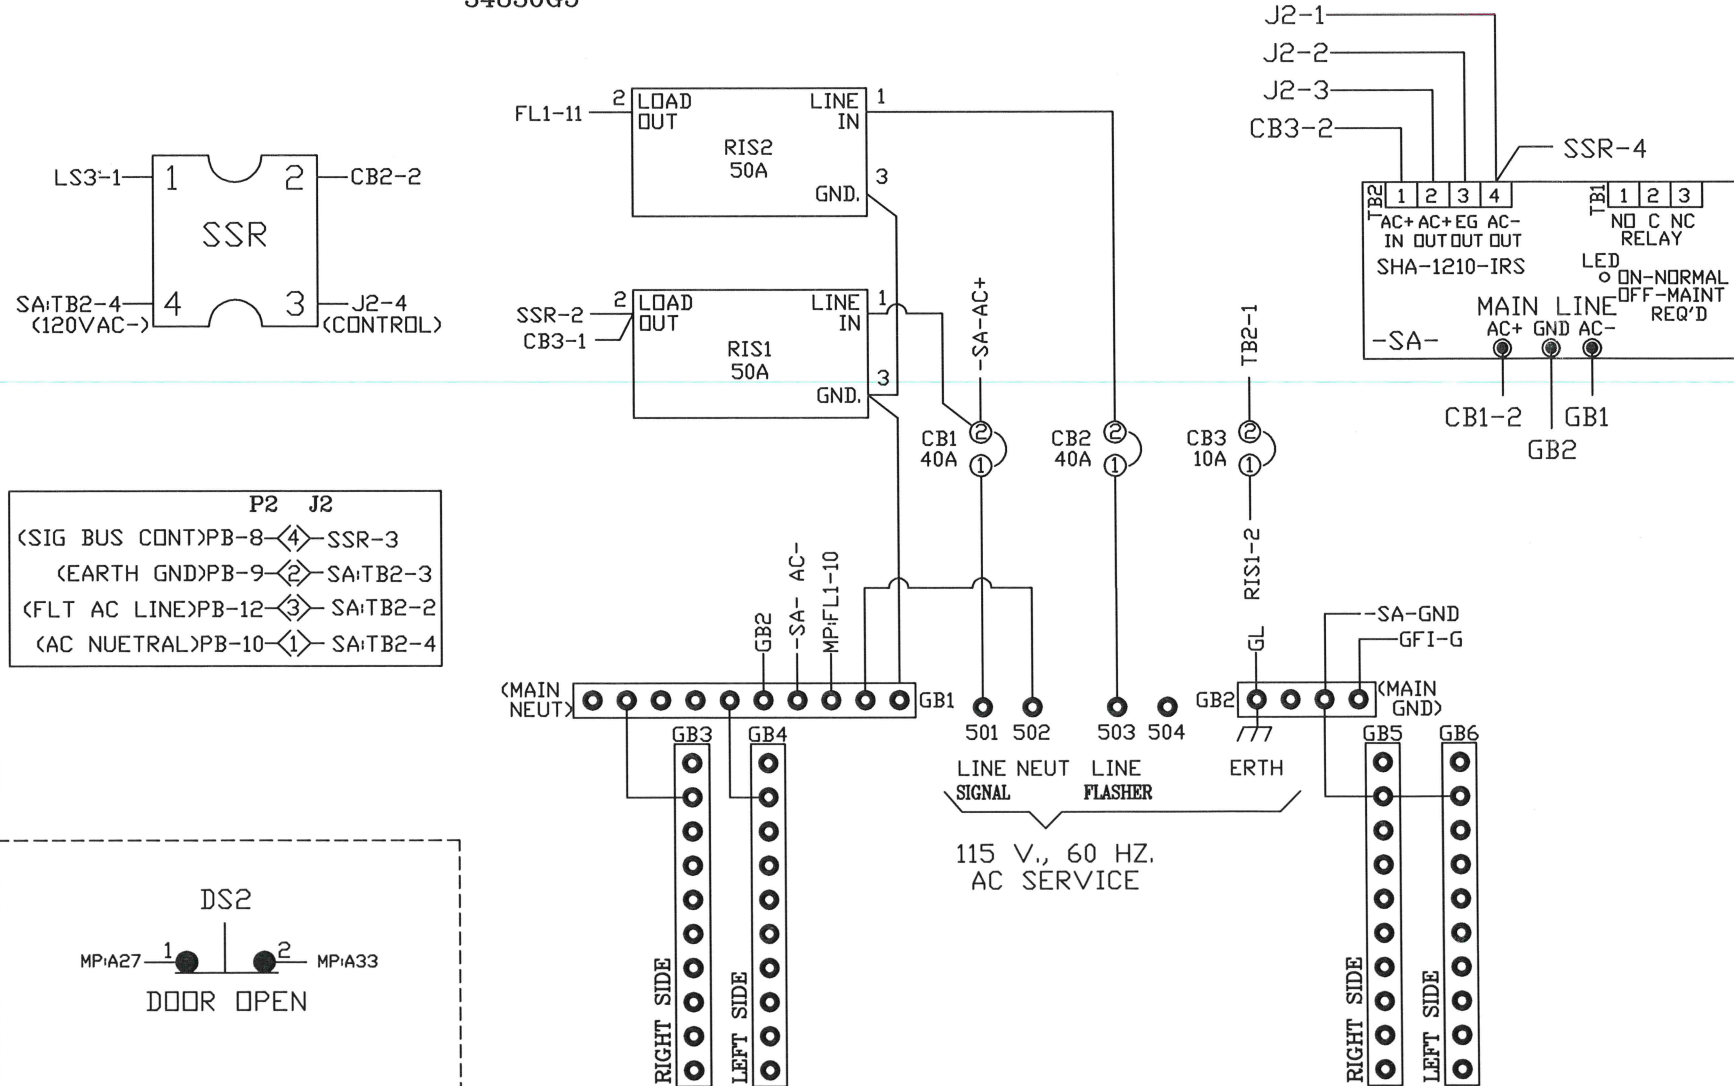 J2-1
J2-2
J2-3
CB3-2
SSR-4
FL1-11
2
LOAD OUT
LINE IN
1
RIS2
50A
3
GND.
LS3-1
1
2
CB2-2
SSR
SA:TB2-4
(120VAC-)
4
3
J2-4
(CONTROL)
SSR-2
CB3-1
2
LOAD OUT
LINE IN
1
RIS1
50A
3
GND.
-SA-AC+
TB2-1
TB2
1 2 3 4
AC+ AC+ EG AC-
IN OUT OUT OUT
SHA-1210-IRS
TB1
1 2 3
NO C NC
RELAY
LED
ON-NORMAL
OFF-MAINT
REQ'D
MAIN LINE
AC+ GND AC-
-SA-
CB1-2
GB2
GB1
CB1
40A
2
1
CB2
40A
2
1
CB3
10A
2
1
P2 J2
(SIG BUS CONT)PB-8 4 SSR-3
(EARTH GND)PB-9 2 SA:TB2-3
(FLT AC LINE)PB-12 3 SA:TB2-2
(AC NUETRAL)PB-10 1 SA:TB2-4
GB2
-SA- AC-
MP:FL1-10
RIS1-2
GL
-SA-GND
GFI-G
(MAIN
NEUT)
GB1
GB2
(MAIN
GND)
501 502 503 504
LINE NEUT LINE ERTH
SIGNAL FLASHER
115 V., 60 HZ.
AC SERVICE
GB3
GB4
GB5
GB6
RIGHT SIDE
LEFT SIDE
RIGHT SIDE
LEFT SIDE
DS2
MP:A27
1
2
MP:A33
DOOR OPEN